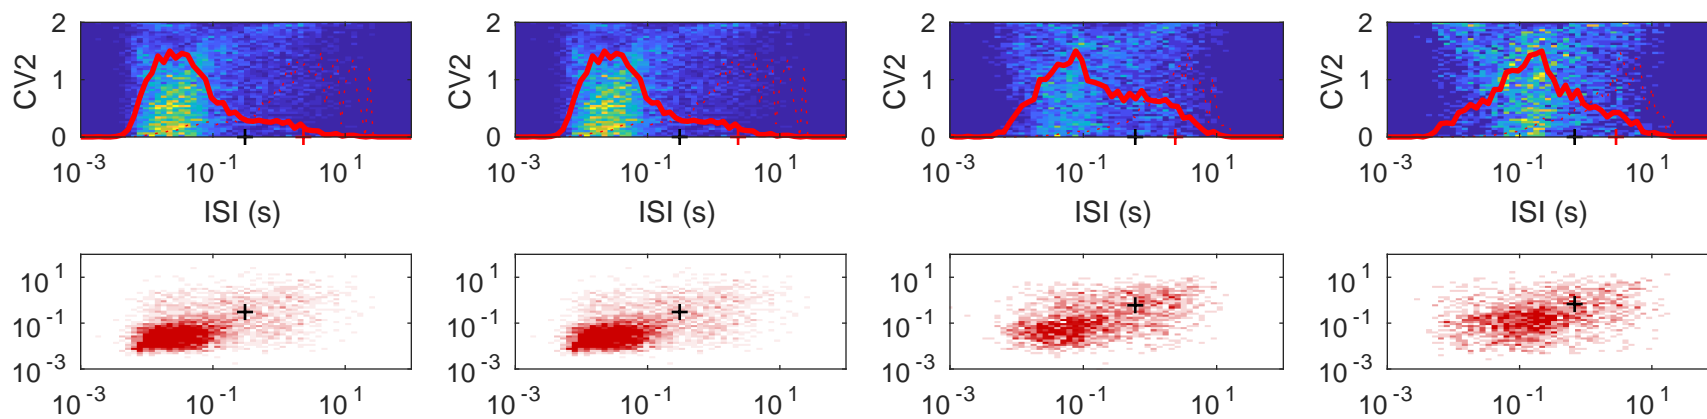 2 2 2 2
CV2 CV2 CV2 CV2
1 1 1 1
0 0 0 0
10-3 10-1 101 10-3 10-1 101 10-3 10-1 101 10-3 10-1 101
ISI (s) ISI (s) ISI (s) ISI (s)
101 101 101 101
10-1 10-1 10-1 10-1
10-3 10-3 10-3 10-3
10-3 10-1 101 10-3 10-1 101 10-3 10-1 101 10-3 10-1 101